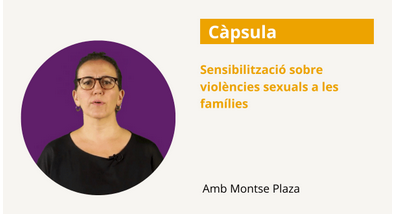 Càpsula
Sensibilització sobre
violències sexuals a les
famílies
Amb Montse Plaza